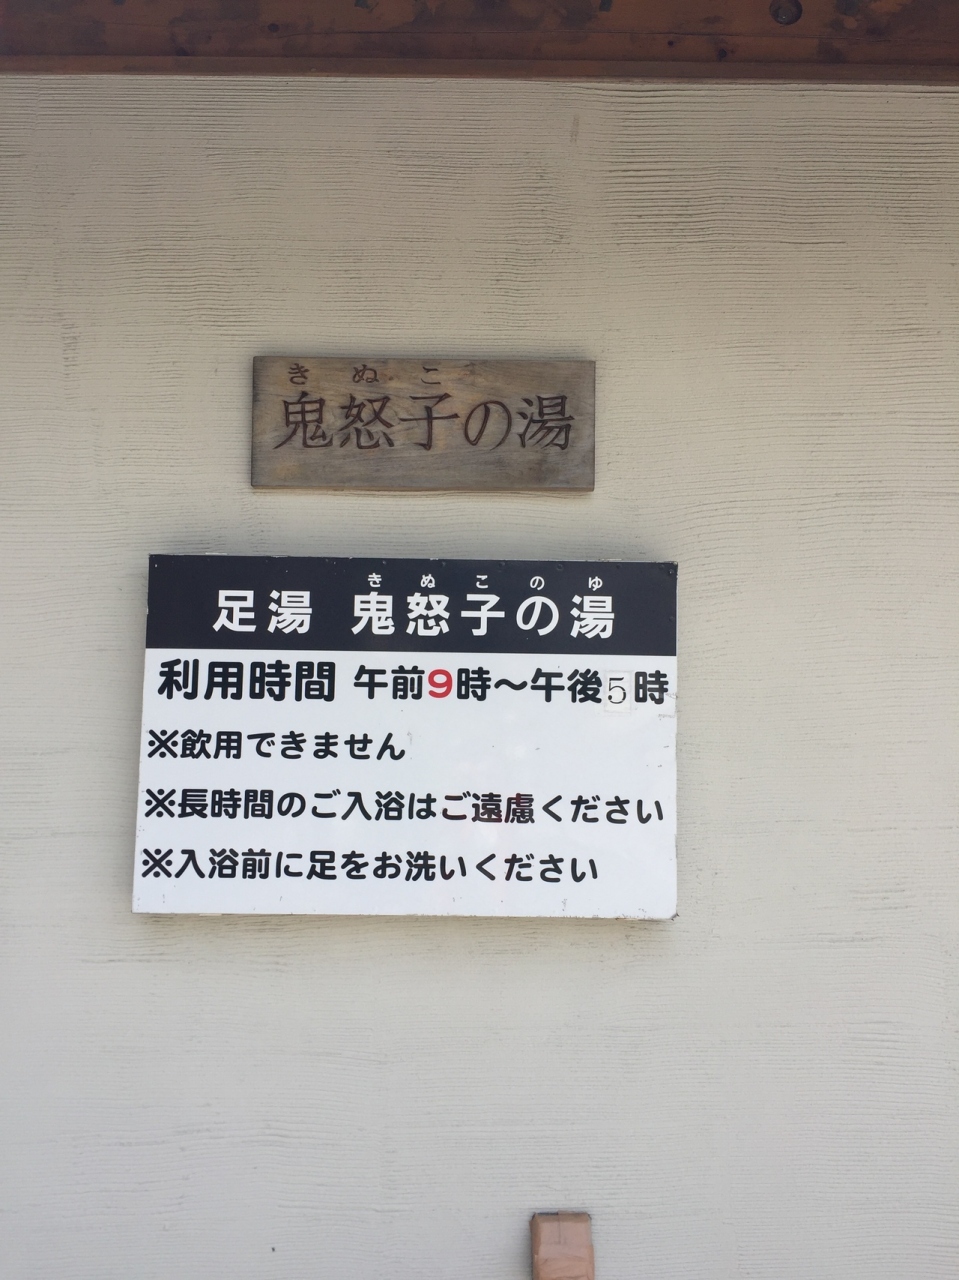 きぬこ
鬼怒子の湯
きぬこのゆ
足湯 鬼怒子の湯
利用時間 午前9時～午後5時
※飲用できません
※長時間のご入浴はご遠慮ください
※入浴前に足をお洗いください